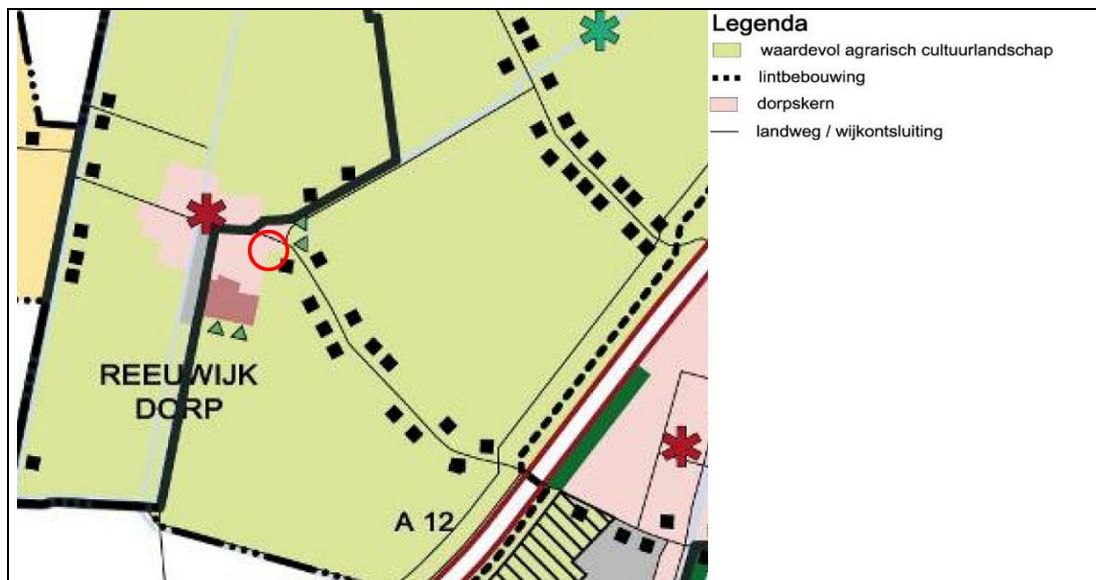 Legenda
waardevol agrarisch cultuurlandschap
lintbebouwing
dorpskern
landweg / wijkontsluiting
REEUWIJK
DORP
A 12